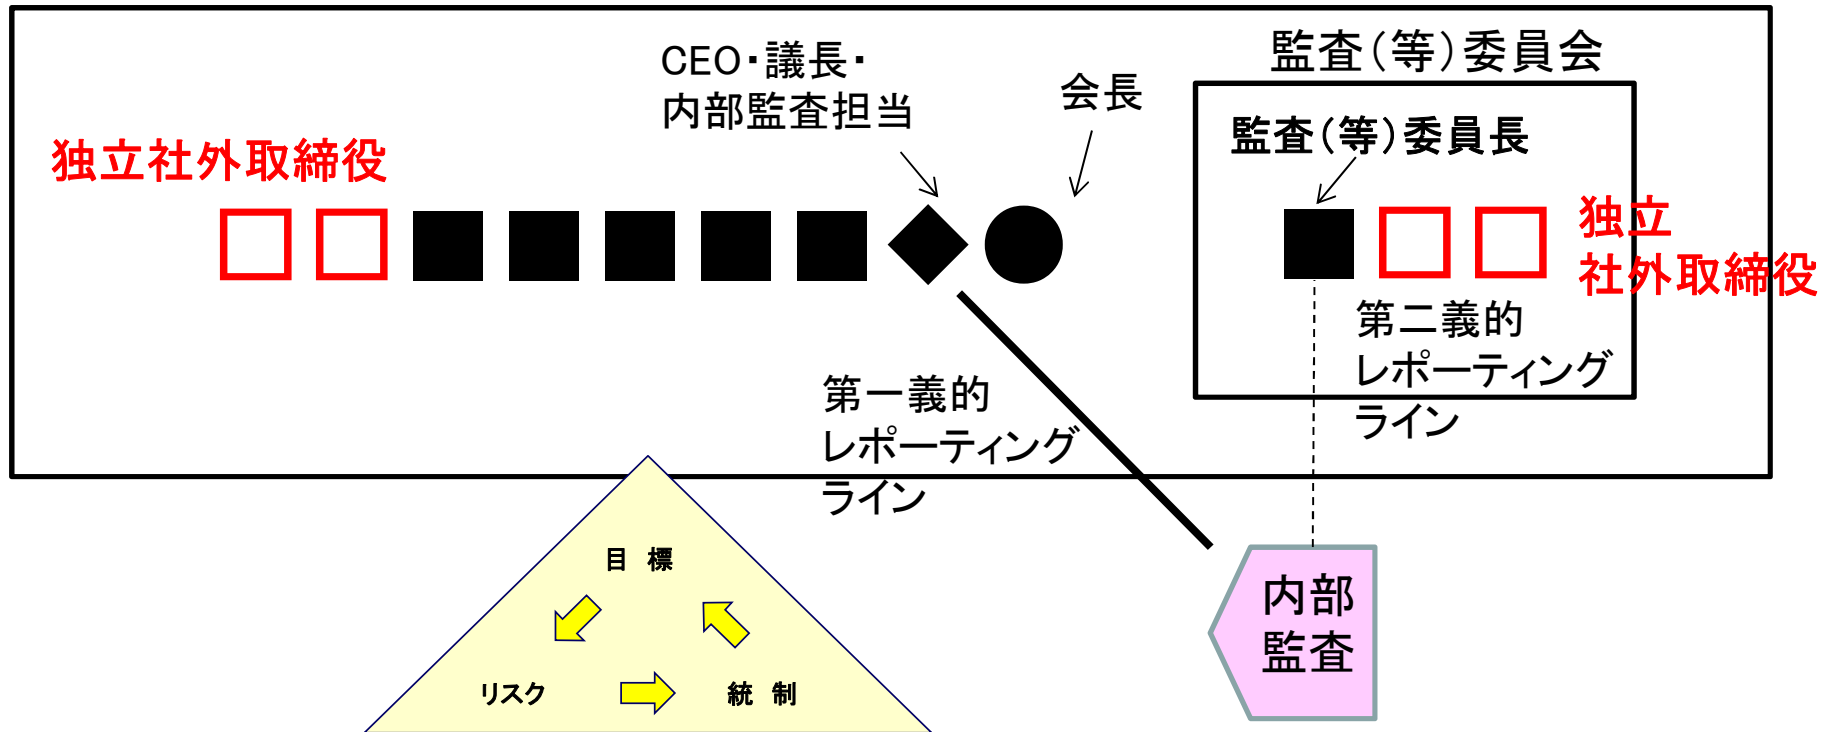 CEO・議長・
内部監査担当
会長
監査(等)委員会
監査(等)委員長
独立社外取締役
独立
社外取締役
第二義的
レポーティング
ライン
第一義的
レポーティング
ライン
目 標
リスク
統 制
内部
監査